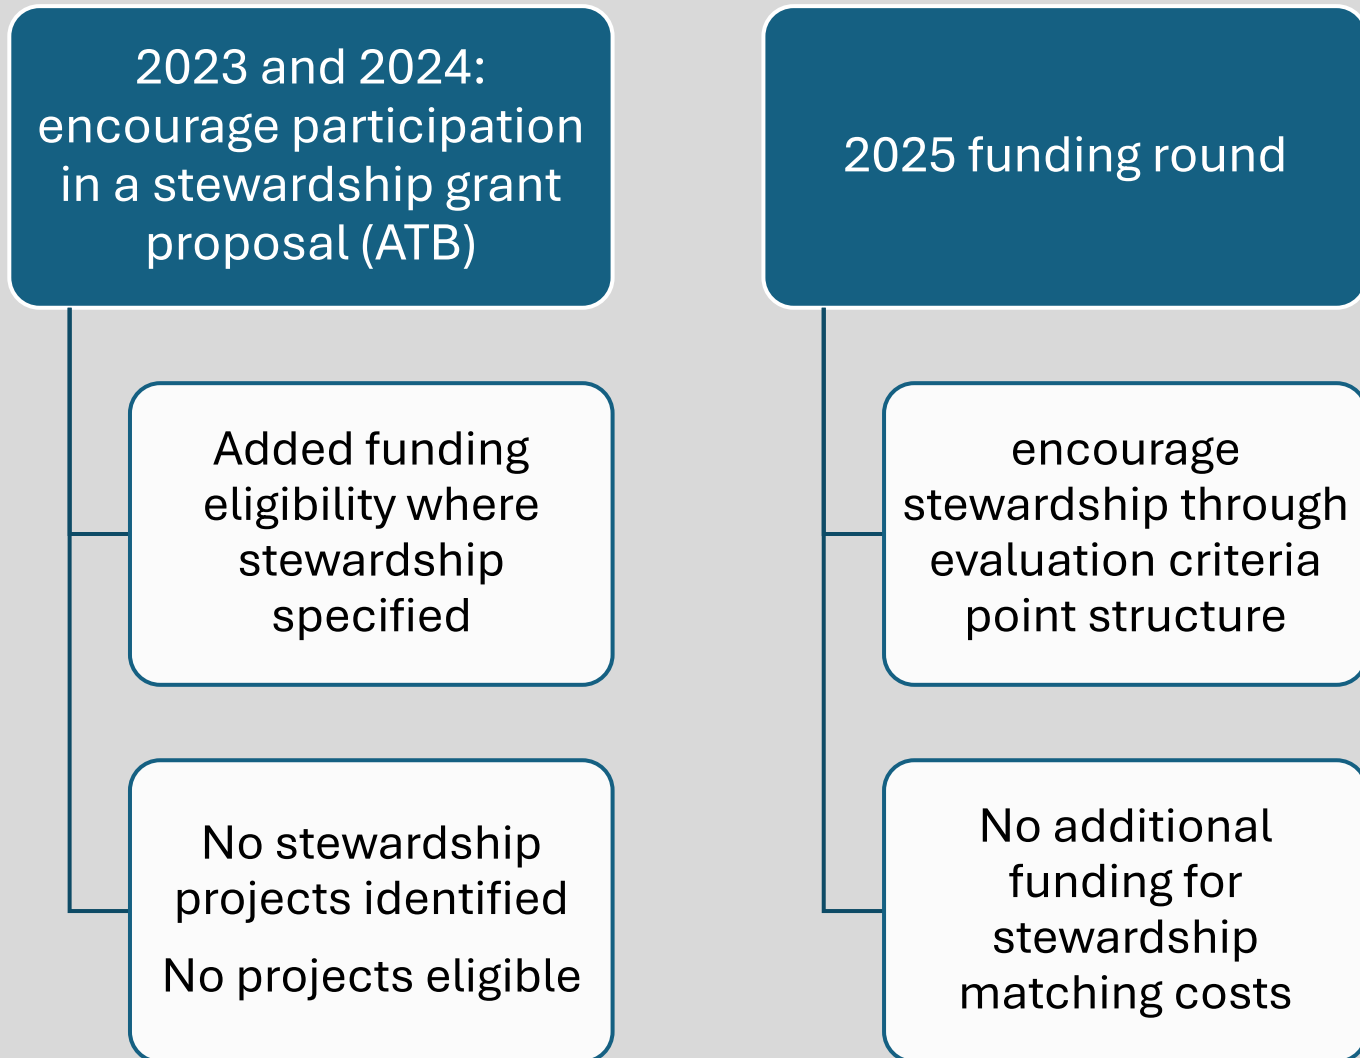 2023 and 2024:
encourage participation
in a stewardship grant
proposal (ATB)
Added funding
eligibility where
stewardship
specified
No stewardship
projects identified
No projects eligible
2025 funding round
encourage
stewardship through
evaluation criteria
point structure
No additional
funding for
stewardship
matching costs